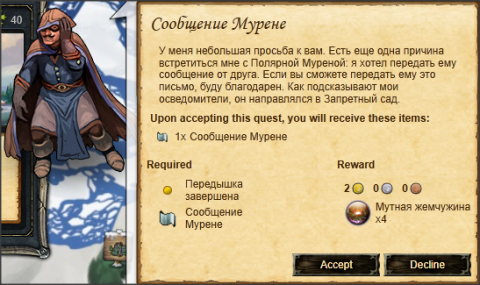 40
Сообщение Мурене
У меня небольшая просьба к вам. Есть еще одна причина
встретиться мне с Полярной Муреной: я хотел передать ему
сообщение от друга. Если вы сможете передать ему это
письмо, буду благодарен. Как подсказывают мои
осведомители, он направлялся в Запретный сад.
Upon accepting this quest, you will receive these items:
1x Сообщение Мурене
Required
Передышка
завершена
Сообщение
Мурене
Reward
2 0 0
Мутная жемчужина
x4
Accept Decline